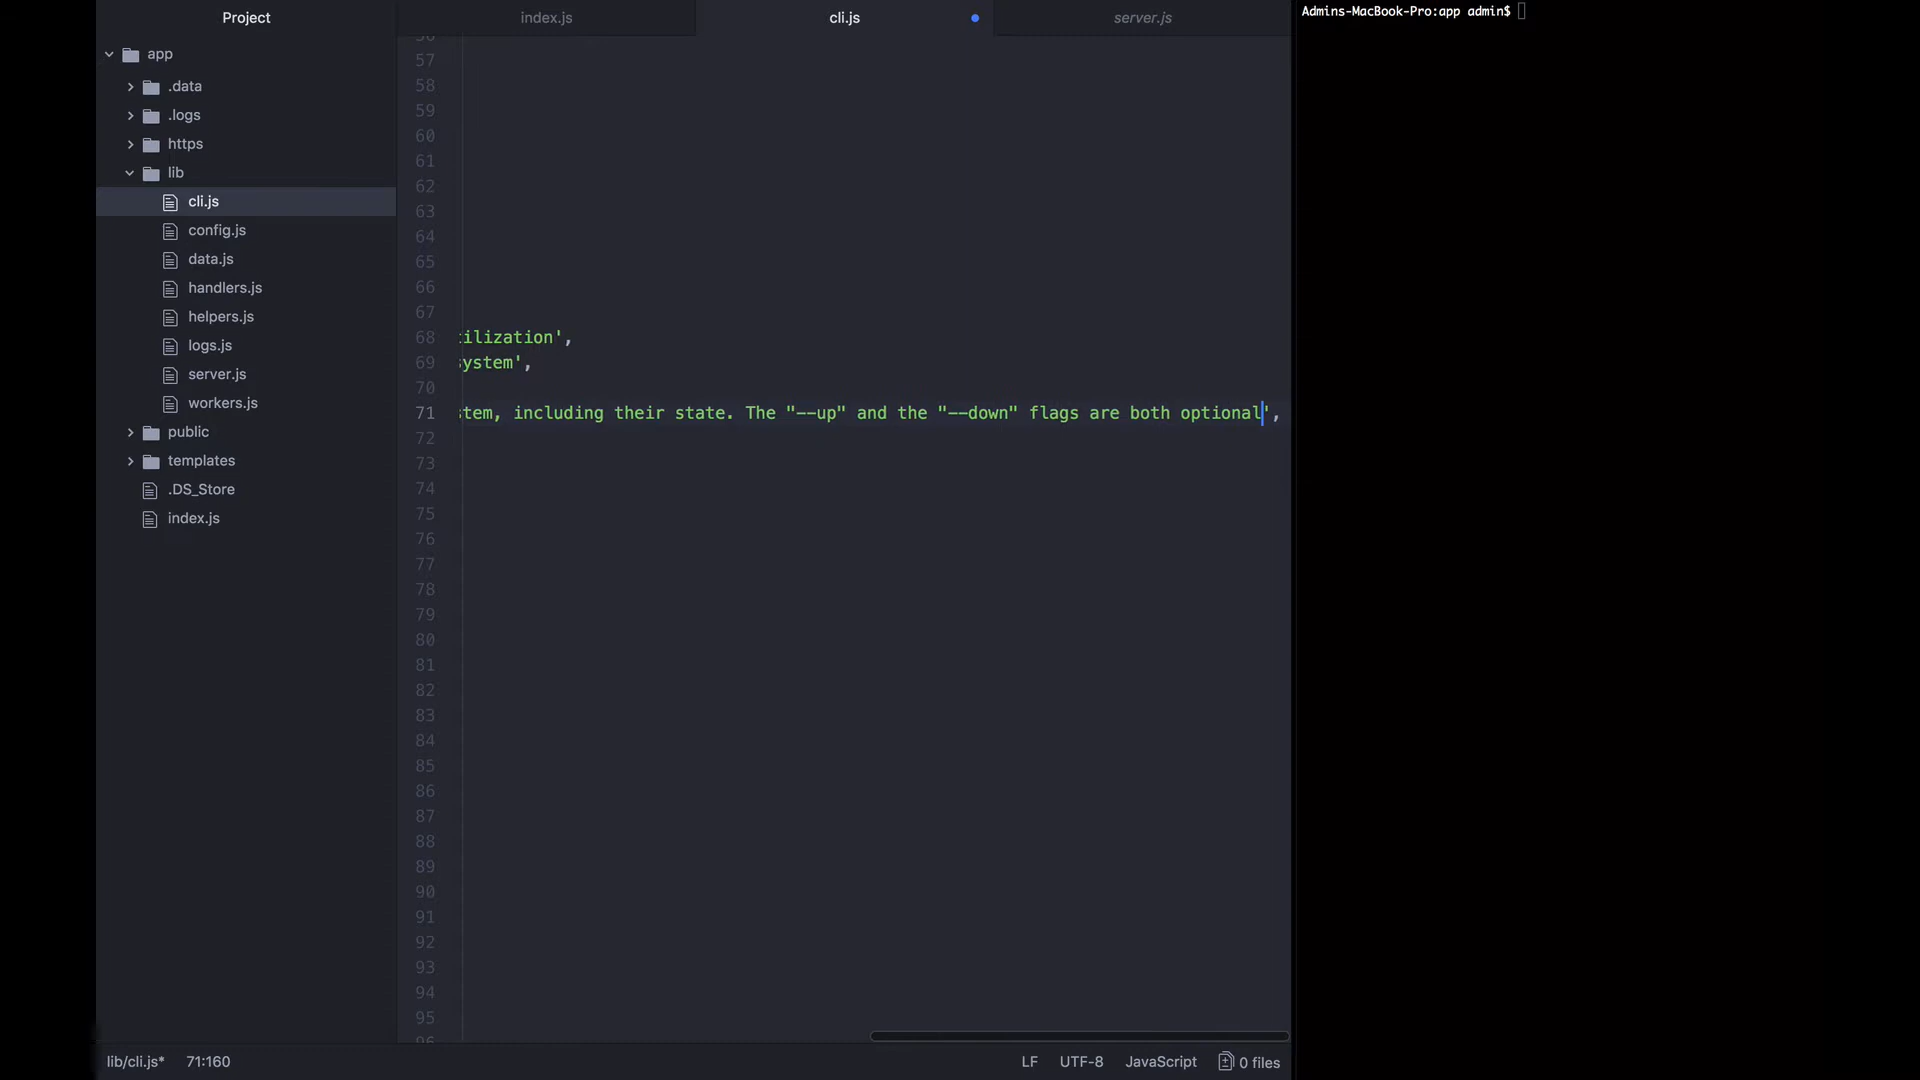 Project
index.js
cli.js
server.js
Admins-MacBook-Pro:app admin$
app
.data
.logs
https
lib
cli.js
config.js
data.js
handlers.js
helpers.js
logs.js
server.js
workers.js
public
templates
.DS_Store
index.js
57
58
59
60
61
62
63
64
65
66
67
68 tilization',
69 system',
70
71 stem, including their state. The "--up" and the "--down" flags are both optional',
72
73
74
75
76
77
78
79
80
81
82
83
84
85
86
87
88
89
90
91
92
93
94
95
lib/cli.js* 71:160
LF UTF-8 JavaScript 0 files